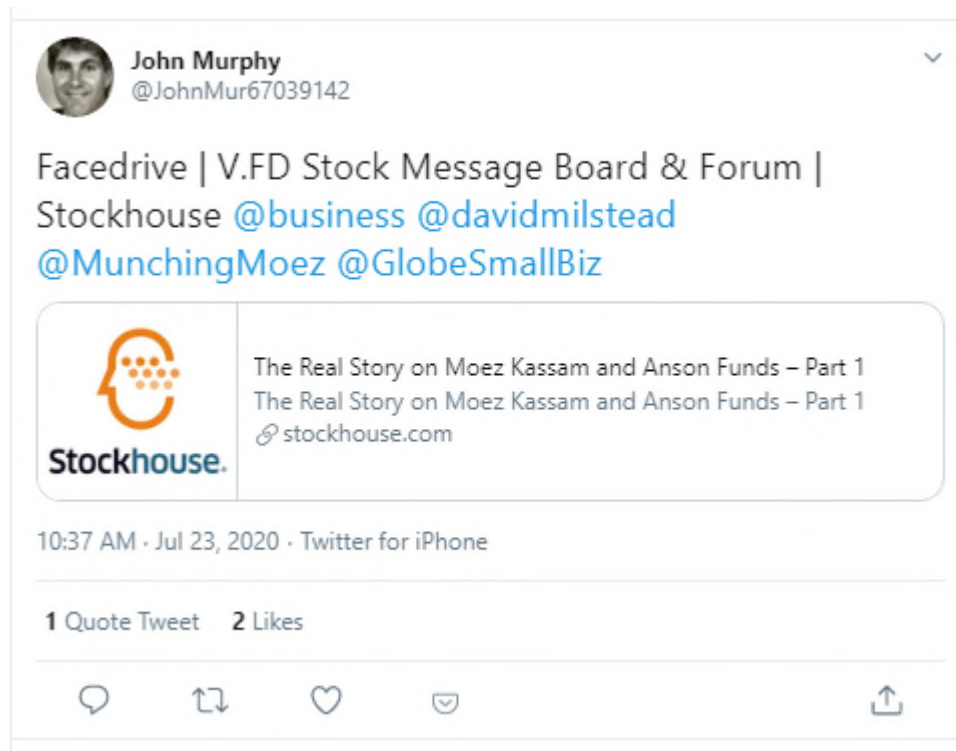 John Murphy
@JohnMur67039142
Facedrive | V.FD Stock Message Board & Forum |
Stockhouse @business @davidmilstead
@MunchingMoez @GlobeSmallBiz
Stockhouse.
The Real Story on Moez Kassam and Anson Funds – Part 1
The Real Story on Moez Kassam and Anson Funds – Part 1
stockhouse.com
10:37 AM · Jul 23, 2020 · Twitter for iPhone
1 Quote Tweet 2 Likes